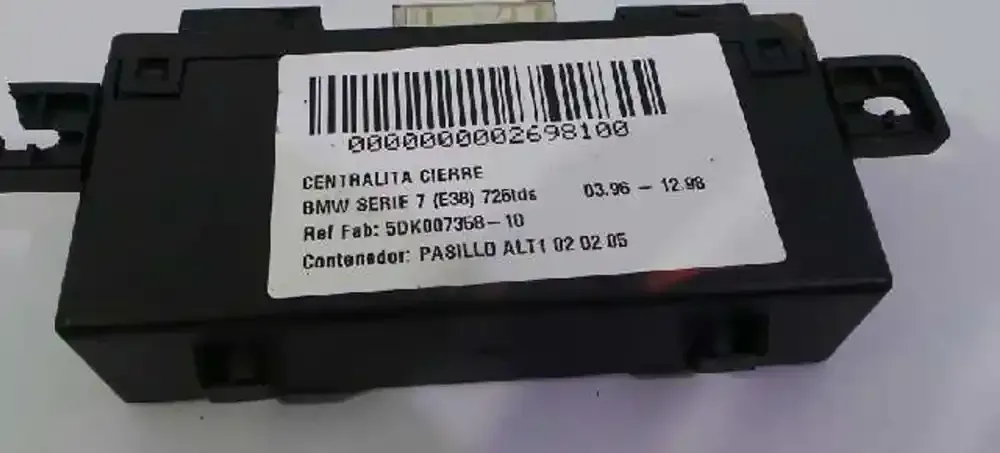 0000000002698100
CENTRALITA CIERRE
BMW SERIE 7 (E38) 725tds 03.96 - 12.98
Ref Fab: 5DK007358-10
Contenedor: PASILLO ALT1 02 02 05